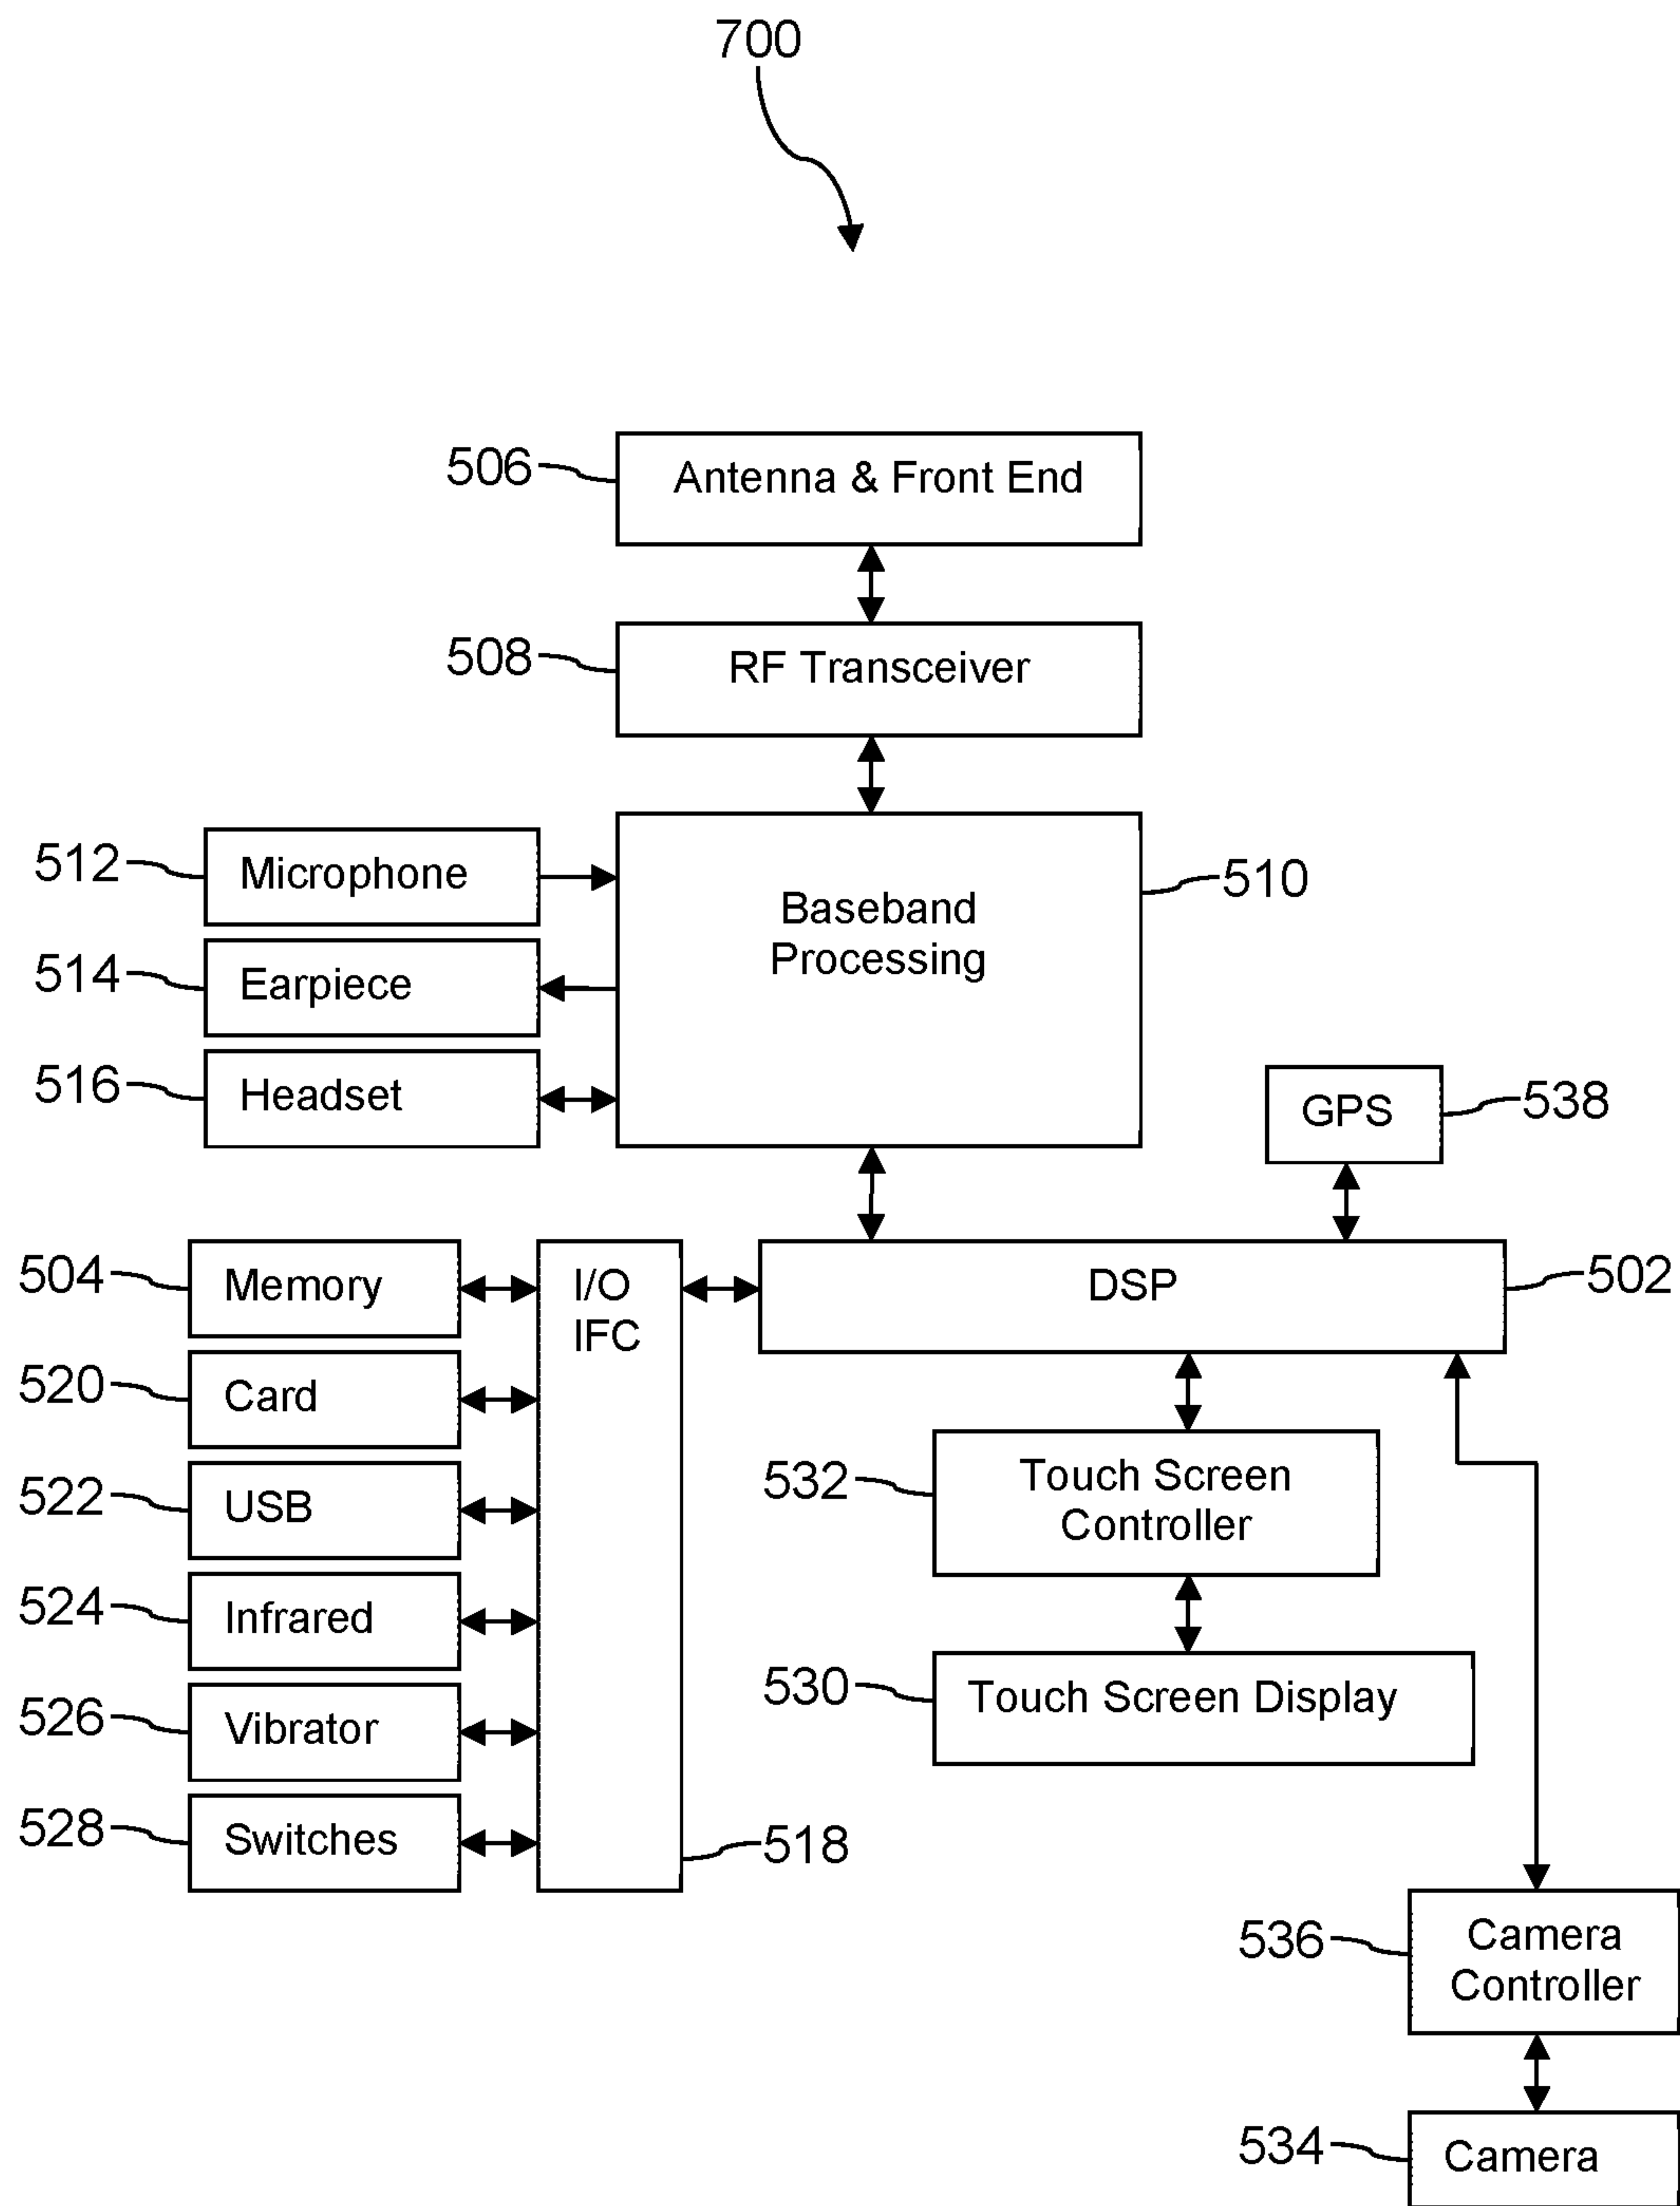 700
506
Antenna & Front End
508
RF Transceiver
512
Microphone
510
Baseband
Processing
514
Earpiece
516
Headset
GPS
538
504
Memory
I/O
IFC
DSP
502
520
Card
522
USB
532
Touch Screen
Controller
524
Infrared
526
Vibrator
530
Touch Screen Display
528
Switches
518
536
Camera
Controller
534
Camera